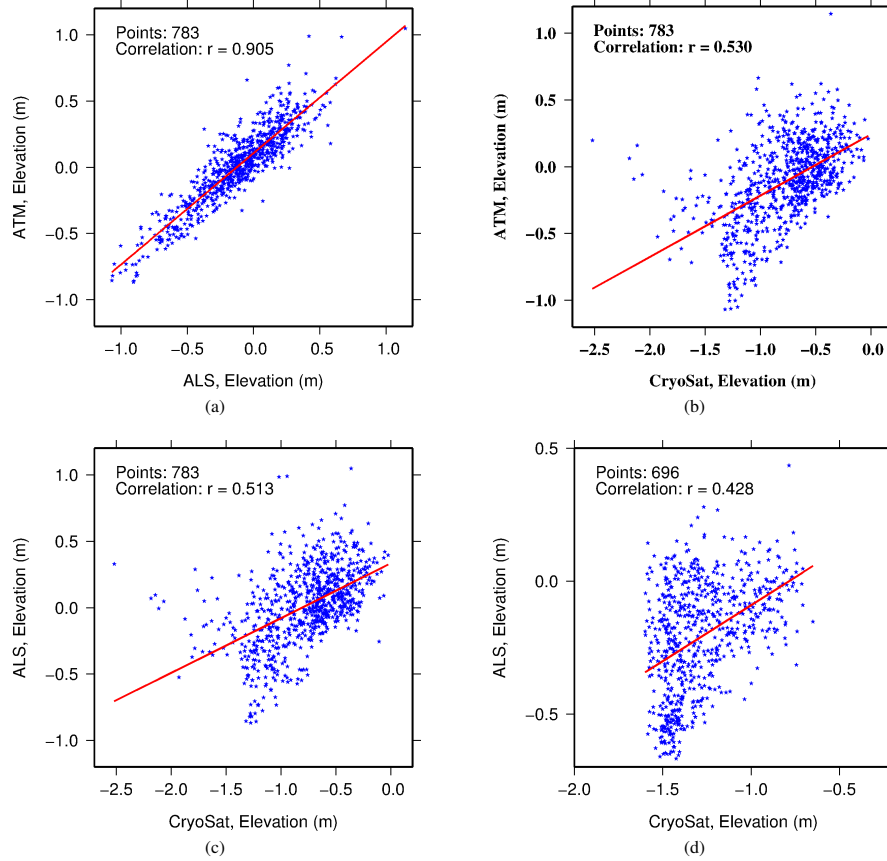 Points: 783
Correlation: r = 0.905
1.0
0.5
0.0
−0.5
−1.0
ATM, Elevation (m)
−1.0 −0.5 0.0 0.5 1.0
ALS, Elevation (m)
(a)
Points: 783
Correlation: r = 0.530
1.0
0.5
0.0
−0.5
−1.0
ATM, Elevation (m)
−2.5 −2.0 −1.5 −1.0 −0.5 0.0
CryoSat, Elevation (m)
(b)
Points: 783
Correlation: r = 0.513
1.0
0.5
0.0
−0.5
−1.0
ALS, Elevation (m)
−2.5 −2.0 −1.5 −1.0 −0.5 0.0
CryoSat, Elevation (m)
(c)
Points: 696
Correlation: r = 0.428
0.5
0.0
−0.5
ALS, Elevation (m)
−2.0 −1.5 −1.0 −0.5
CryoSat, Elevation (m)
(d)